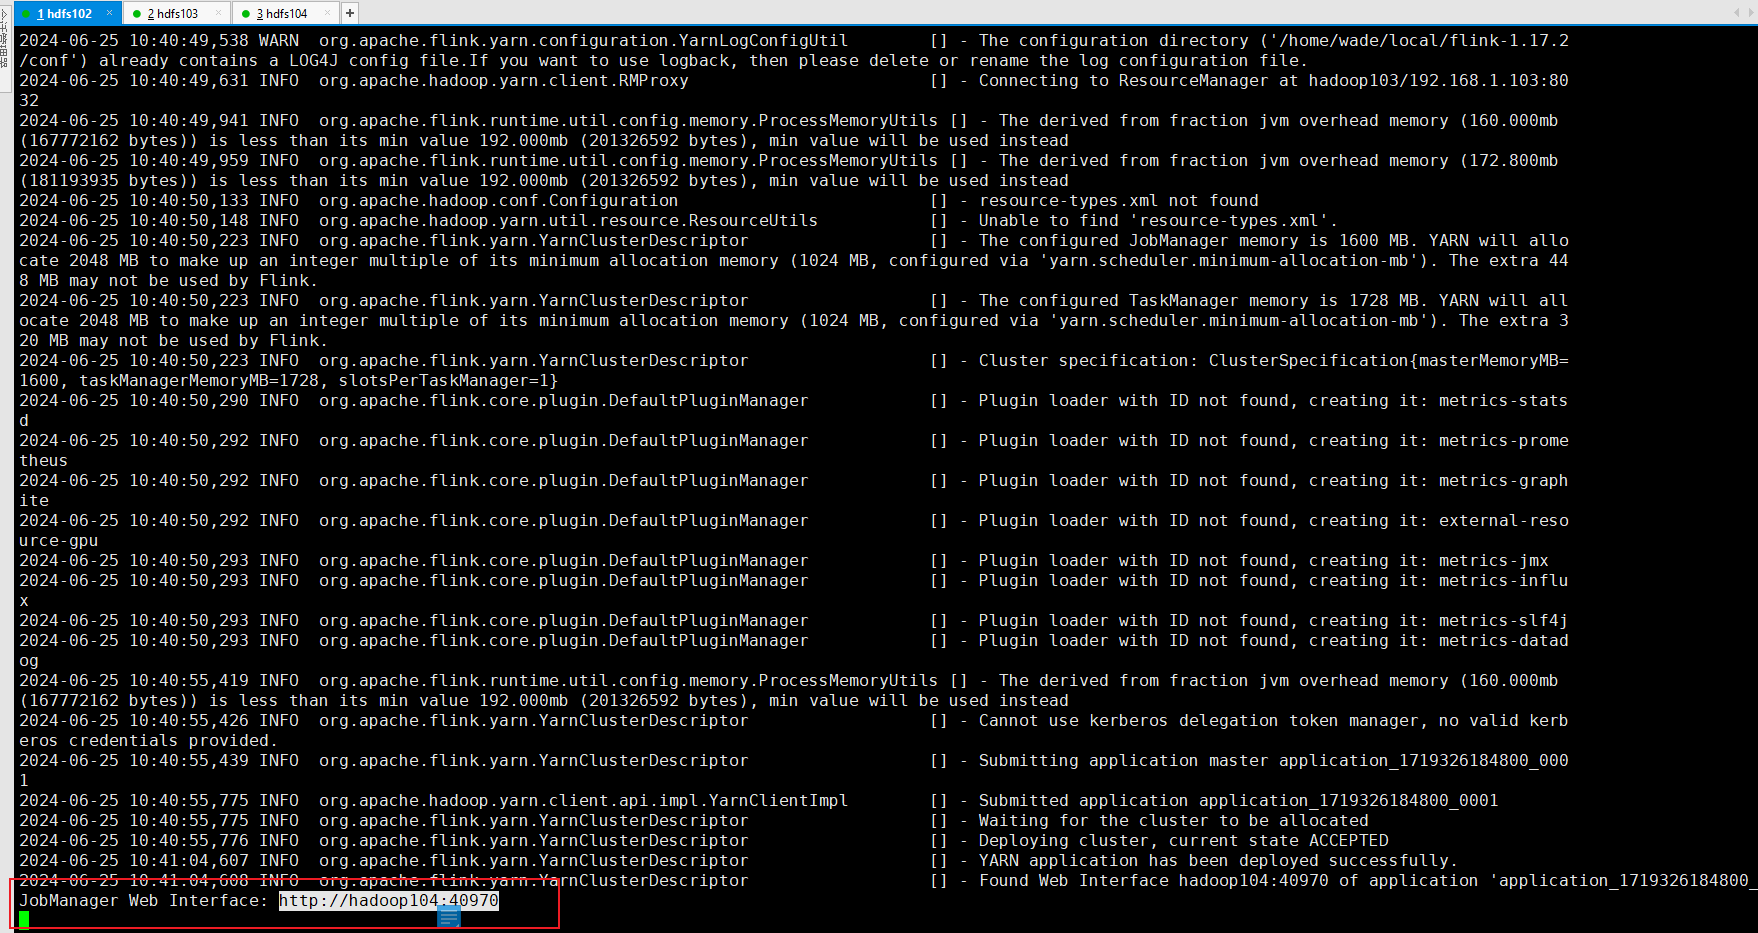 1 hdfs102 × 2 hdfs103 × 3 hdfs104 × +
2024-06-25 10:40:49,538 WARN  org.apache.flink.yarn.configuration.YarnLogConfigUtil        [] - The configuration directory ('/home/wade/local/flink-1.17.2
/conf') already contains a LOG4J config file.If you want to use logback, then please delete or rename the log configuration file.
2024-06-25 10:40:49,631 INFO  org.apache.hadoop.yarn.client.RMProxy                        [] - Connecting to ResourceManager at hadoop103/192.168.1.103:80
32
2024-06-25 10:40:49,941 INFO  org.apache.flink.runtime.util.config.memory.ProcessMemoryUtils [] - The derived from fraction jvm overhead memory (160.000mb
(167772162 bytes)) is less than its min value 192.000mb (201326592 bytes), min value will be used instead
2024-06-25 10:40:49,959 INFO  org.apache.flink.runtime.util.config.memory.ProcessMemoryUtils [] - The derived from fraction jvm overhead memory (172.800mb
(181193935 bytes)) is less than its min value 192.000mb (201326592 bytes), min value will be used instead
2024-06-25 10:40:50,133 INFO  org.apache.hadoop.conf.Configuration                         [] - resource-types.xml not found
2024-06-25 10:40:50,148 INFO  org.apache.hadoop.yarn.util.resource.ResourceUtils           [] - Unable to find 'resource-types.xml'.
2024-06-25 10:40:50,223 INFO  org.apache.flink.yarn.YarnClusterDescriptor                  [] - The configured JobManager memory is 1600 MB. YARN will allo
cate 2048 MB to make up an integer multiple of its minimum allocation memory (1024 MB, configured via 'yarn.scheduler.minimum-allocation-mb'). The extra 44
8 MB may not be used by Flink.
2024-06-25 10:40:50,223 INFO  org.apache.flink.yarn.YarnClusterDescriptor                  [] - The configured TaskManager memory is 1728 MB. YARN will all
ocate 2048 MB to make up an integer multiple of its minimum allocation memory (1024 MB, configured via 'yarn.scheduler.minimum-allocation-mb'). The extra 3
20 MB may not be used by Flink.
2024-06-25 10:40:50,223 INFO  org.apache.flink.yarn.YarnClusterDescriptor                  [] - Cluster specification: ClusterSpecification{masterMemoryMB=
1600, taskManagerMemoryMB=1728, slotsPerTaskManager=1}
2024-06-25 10:40:50,290 INFO  org.apache.flink.core.plugin.DefaultPluginManager            [] - Plugin loader with ID not found, creating it: metrics-stats
d
2024-06-25 10:40:50,292 INFO  org.apache.flink.core.plugin.DefaultPluginManager            [] - Plugin loader with ID not found, creating it: metrics-prome
theus
2024-06-25 10:40:50,292 INFO  org.apache.flink.core.plugin.DefaultPluginManager            [] - Plugin loader with ID not found, creating it: metrics-graph
ite
2024-06-25 10:40:50,292 INFO  org.apache.flink.core.plugin.DefaultPluginManager            [] - Plugin loader with ID not found, creating it: external-reso
urce-gpu
2024-06-25 10:40:50,293 INFO  org.apache.flink.core.plugin.DefaultPluginManager            [] - Plugin loader with ID not found, creating it: metrics-jmx
2024-06-25 10:40:50,293 INFO  org.apache.flink.core.plugin.DefaultPluginManager            [] - Plugin loader with ID not found, creating it: metrics-influ
x
2024-06-25 10:40:50,293 INFO  org.apache.flink.core.plugin.DefaultPluginManager            [] - Plugin loader with ID not found, creating it: metrics-slf4j
2024-06-25 10:40:50,293 INFO  org.apache.flink.core.plugin.DefaultPluginManager            [] - Plugin loader with ID not found, creating it: metrics-datad
og
2024-06-25 10:40:55,419 INFO  org.apache.flink.runtime.util.config.memory.ProcessMemoryUtils [] - The derived from fraction jvm overhead memory (160.000mb
(167772162 bytes)) is less than its min value 192.000mb (201326592 bytes), min value will be used instead
2024-06-25 10:40:55,426 INFO  org.apache.flink.yarn.YarnClusterDescriptor                  [] - Cannot use kerberos delegation token manager, no valid kerb
eros credentials provided.
2024-06-25 10:40:55,439 INFO  org.apache.flink.yarn.YarnClusterDescriptor                  [] - Submitting application master application_1719326184800_000
1
2024-06-25 10:40:55,775 INFO  org.apache.hadoop.yarn.client.api.impl.YarnClientImpl        [] - Submitted application application_1719326184800_0001
2024-06-25 10:40:55,775 INFO  org.apache.flink.yarn.YarnClusterDescriptor                  [] - Waiting for the cluster to be allocated
2024-06-25 10:40:55,776 INFO  org.apache.flink.yarn.YarnClusterDescriptor                  [] - Deploying cluster, current state ACCEPTED
2024-06-25 10:41:04,607 INFO  org.apache.flink.yarn.YarnClusterDescriptor                  [] - YARN application has been deployed successfully.
2024-06-25 10:41:04,608 INFO  org.apache.flink.yarn.YarnClusterDescriptor                  [] - Found Web Interface hadoop104:40970 of application 'application_1719326184800_
JobManager Web Interface: http://hadoop104:40970